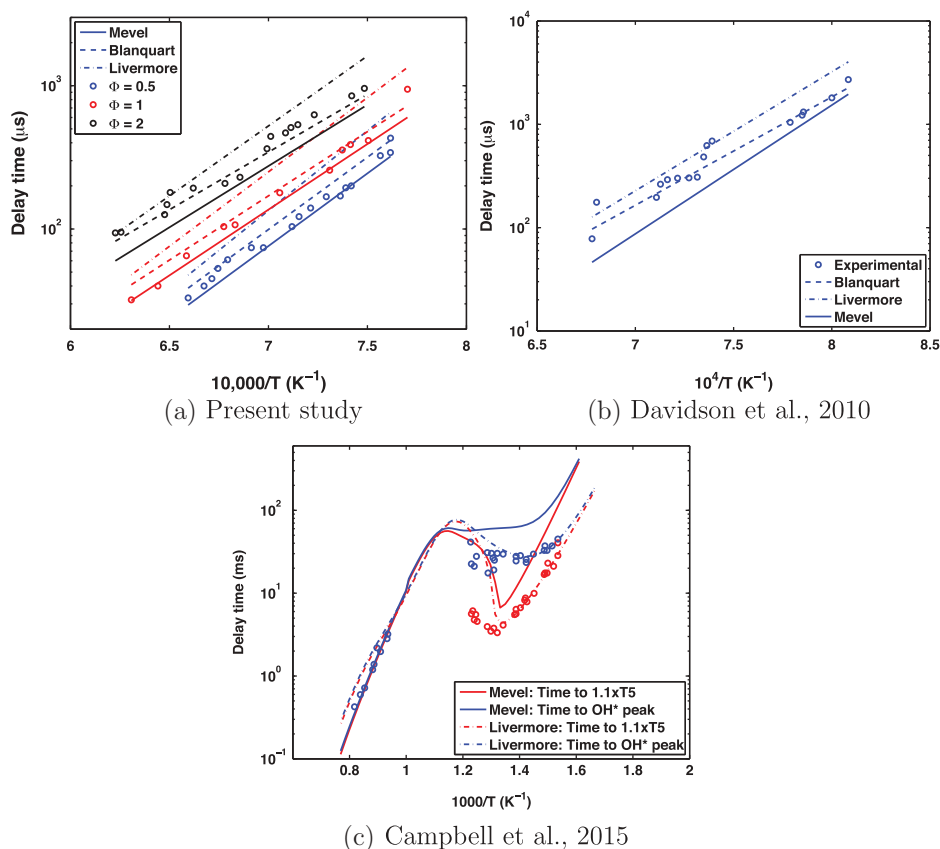 Mevel
Blanquart
Livermore
Φ = 0.5
Φ = 1
Φ = 2
Delay time (μs)
10³
10²
6 6.5 7 7.5 8
10,000/T (K⁻¹)
(a) Present study
Delay time (μs)
10⁴
10³
10²
10¹
6.5 7 7.5 8 8.5
10⁴/T (K⁻¹)
Experimental
Blanquart
Livermore
Mevel
(b) Davidson et al., 2010
Delay time (ms)
10²
10¹
10⁰
10⁻¹
0.8 1 1.2 1.4 1.6 1.8 2
1000/T (K⁻¹)
Mevel: Time to 1.1xT5
Mevel: Time to OH* peak
Livermore: Time to 1.1xT5
Livermore: Time to OH* peak
(c) Campbell et al., 2015